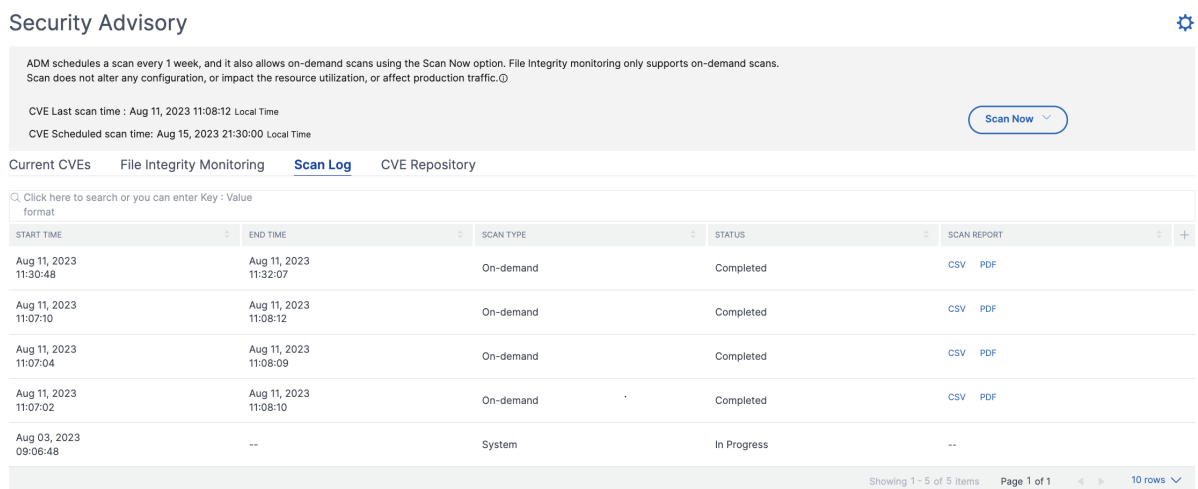 Security Advisory
ADM schedules a scan every 1 week, and it also allows on-demand scans using the Scan Now option. File Integrity monitoring only supports on-demand scans.
Scan does not alter any configuration, or impact the resource utilization, or affect production traffic.
CVE Last scan time : Aug 11, 2023 11:08:12 Local Time
CVE Scheduled scan time: Aug 15, 2023 21:30:00 Local Time
Scan Now
Current CVEs File Integrity Monitoring Scan Log CVE Repository
Click here to search or you can enter Key : Value
format
START TIME END TIME SCAN TYPE STATUS SCAN REPORT
Aug 11, 2023 Aug 11, 2023
11:30:48 11:32:07 On-demand Completed CSV PDF
Aug 11, 2023 Aug 11, 2023
11:07:10 11:08:12 On-demand Completed CSV PDF
Aug 11, 2023 Aug 11, 2023
11:07:04 11:08:09 On-demand Completed CSV PDF
Aug 11, 2023 Aug 11, 2023
11:07:02 11:08:10 On-demand Completed CSV PDF
Aug 03, 2023
09:06:48 -- System In Progress --
Showing 1 - 5 of 5 items Page 1 of 1 10 rows